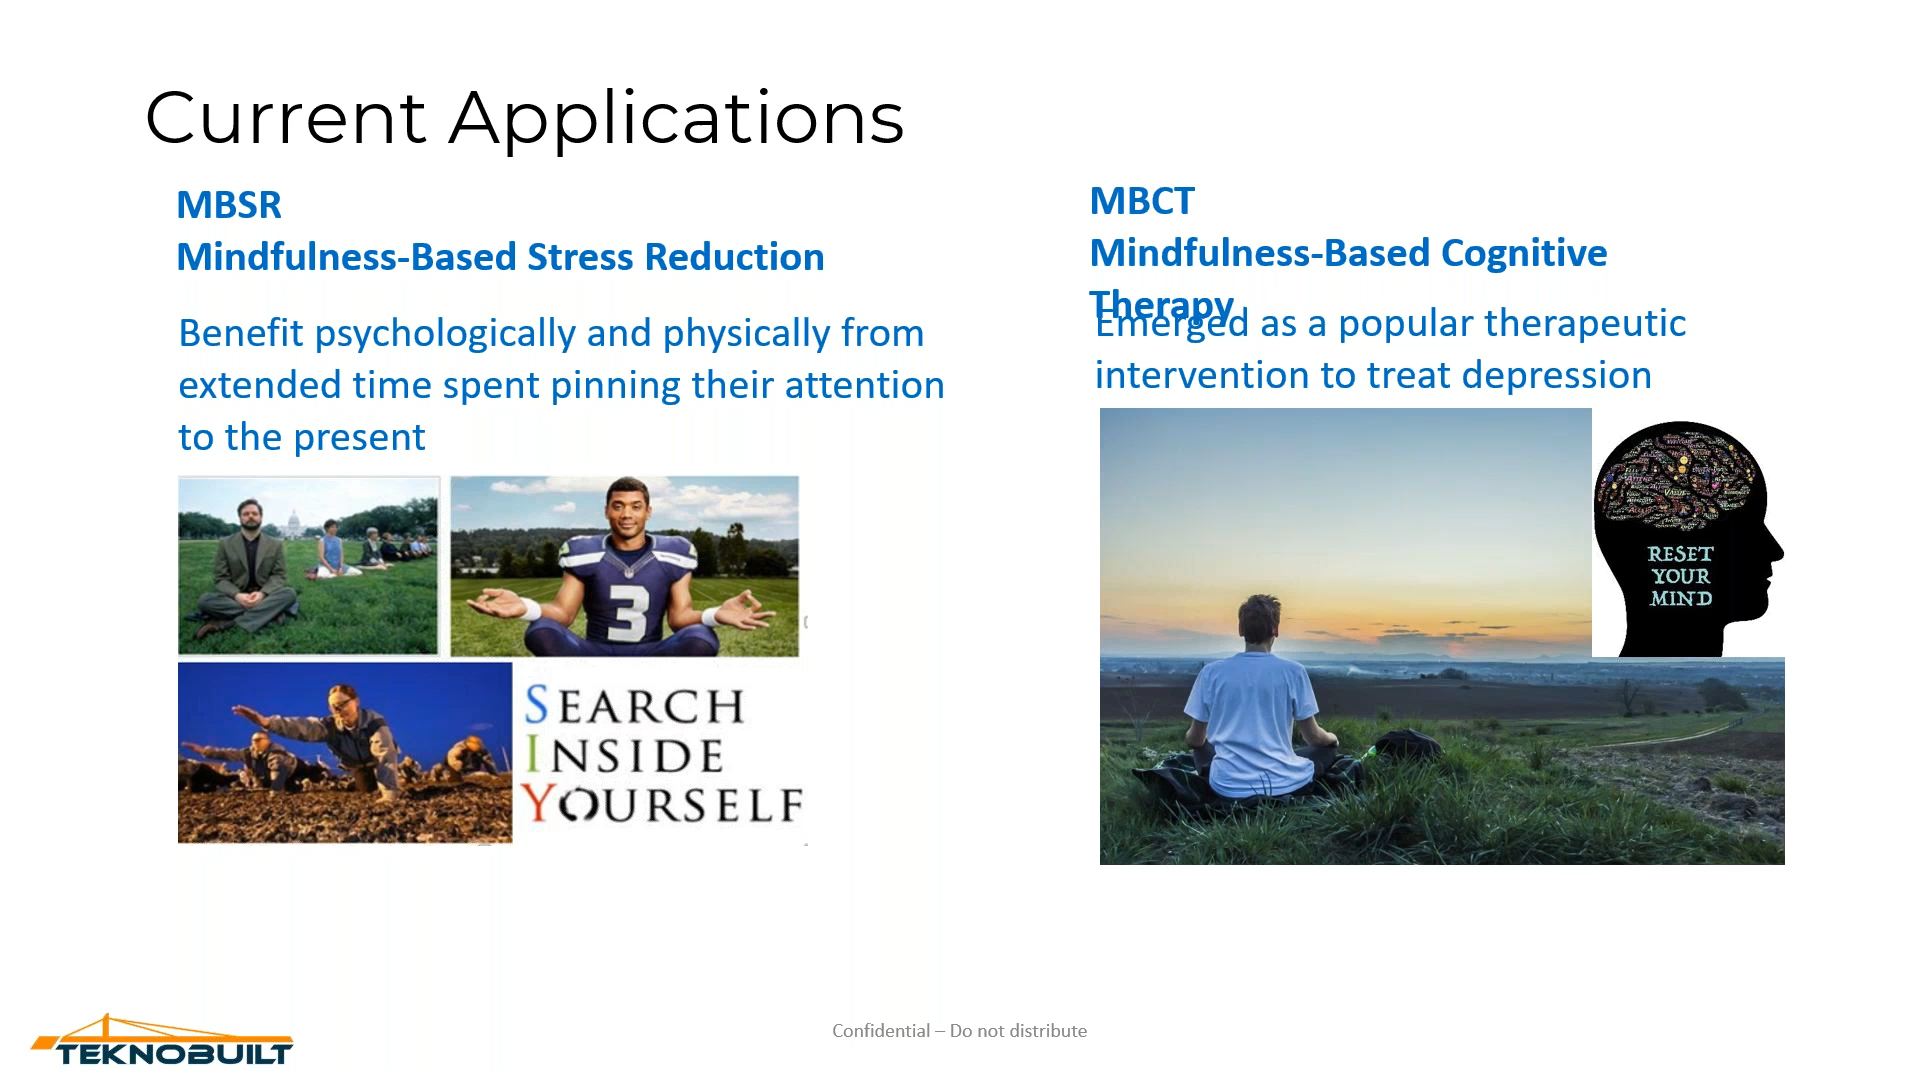 Current Applications
MBSR
Mindfulness-Based Stress Reduction
Benefit psychologically and physically from
extended time spent pinning their attention
to the present
3
SEARCH
INSIDE
YOURSELF
MBCT
Mindfulness-Based Cognitive
Therapy
Emerged as a popular therapeutic
intervention to treat depression
RESET
YOUR
MIND
TEKNOBUILT
Confidential – Do not distribute